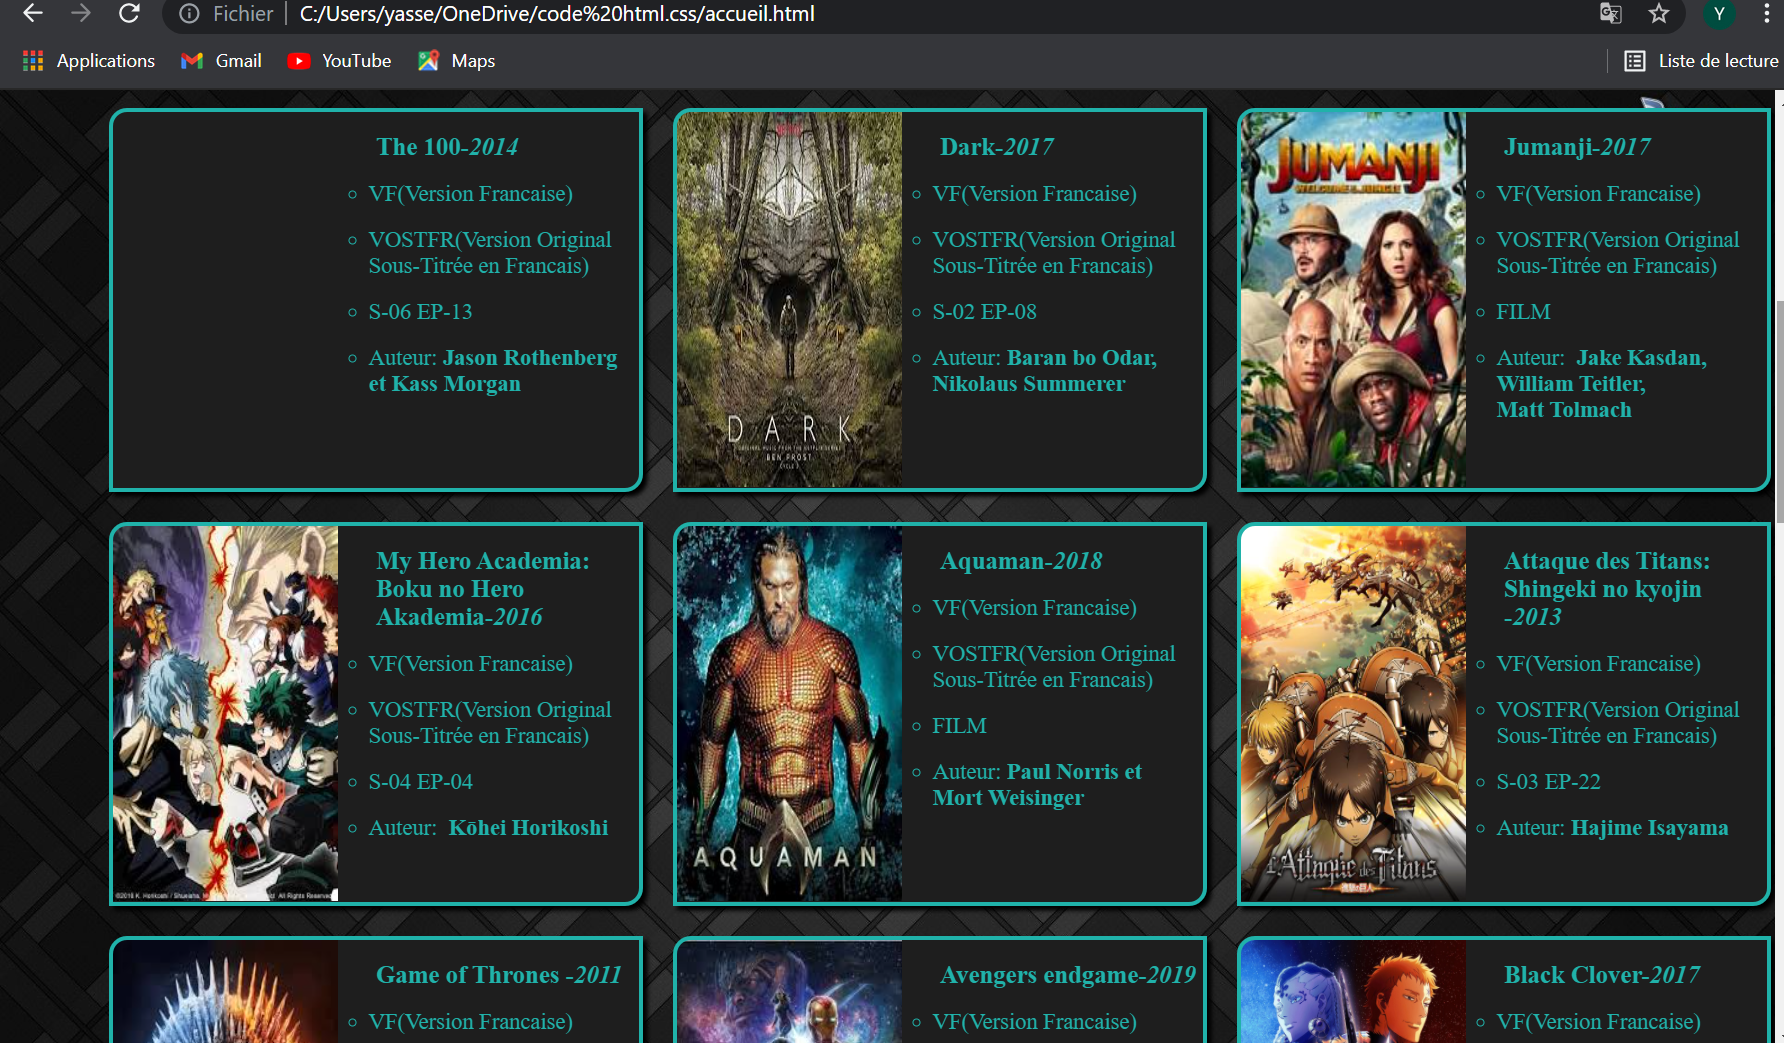 Fichier | C:/Users/yasse/OneDrive/code%20html.css/accueil.html
Y
Applications
Gmail
YouTube
Maps
Liste de lecture
The 100-2014
VF(Version Francaise)
VOSTFR(Version Original
Sous-Titrée en Francais)
S-06 EP-13
Auteur: Jason Rothenberg
et Kass Morgan
DARK
BEN FROST
Dark-2017
VF(Version Francaise)
VOSTFR(Version Original
Sous-Titrée en Francais)
S-02 EP-08
Auteur: Baran bo Odar,
Nikolaus Summerer
JUMANJI
Jumanji-2017
VF(Version Francaise)
VOSTFR(Version Original
Sous-Titrée en Francais)
FILM
Auteur: Jake Kasdan,
William Teitler,
Matt Tolmach
My Hero Academia:
Boku no Hero
Akademia-2016
VF(Version Francaise)
VOSTFR(Version Original
Sous-Titrée en Francais)
S-04 EP-04
Auteur: Kōhei Horikoshi
AQUAMAN
Aquaman-2018
VF(Version Francaise)
VOSTFR(Version Original
Sous-Titrée en Francais)
FILM
Auteur: Paul Norris et
Mort Weisinger
L'Attaque des Titans
進撃の巨人
Attaque des Titans:
Shingeki no kyojin
-2013
VF(Version Francaise)
VOSTFR(Version Original
Sous-Titrée en Francais)
S-03 EP-22
Auteur: Hajime Isayama
Game of Thrones -2011
VF(Version Francaise)
Avengers endgame-2019
VF(Version Francaise)
Black Clover-2017
VF(Version Francaise)